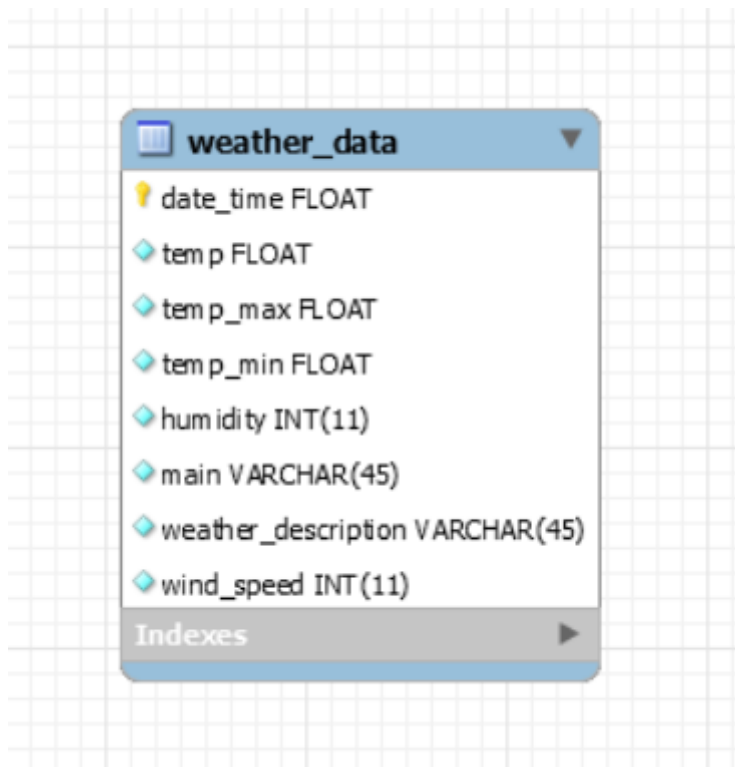 weather_data
date_time FLOAT
temp FLOAT
temp_max FLOAT
temp_min FLOAT
humidity INT(11)
main VARCHAR(45)
weather_description VARCHAR(45)
wind_speed INT(11)
Indexes